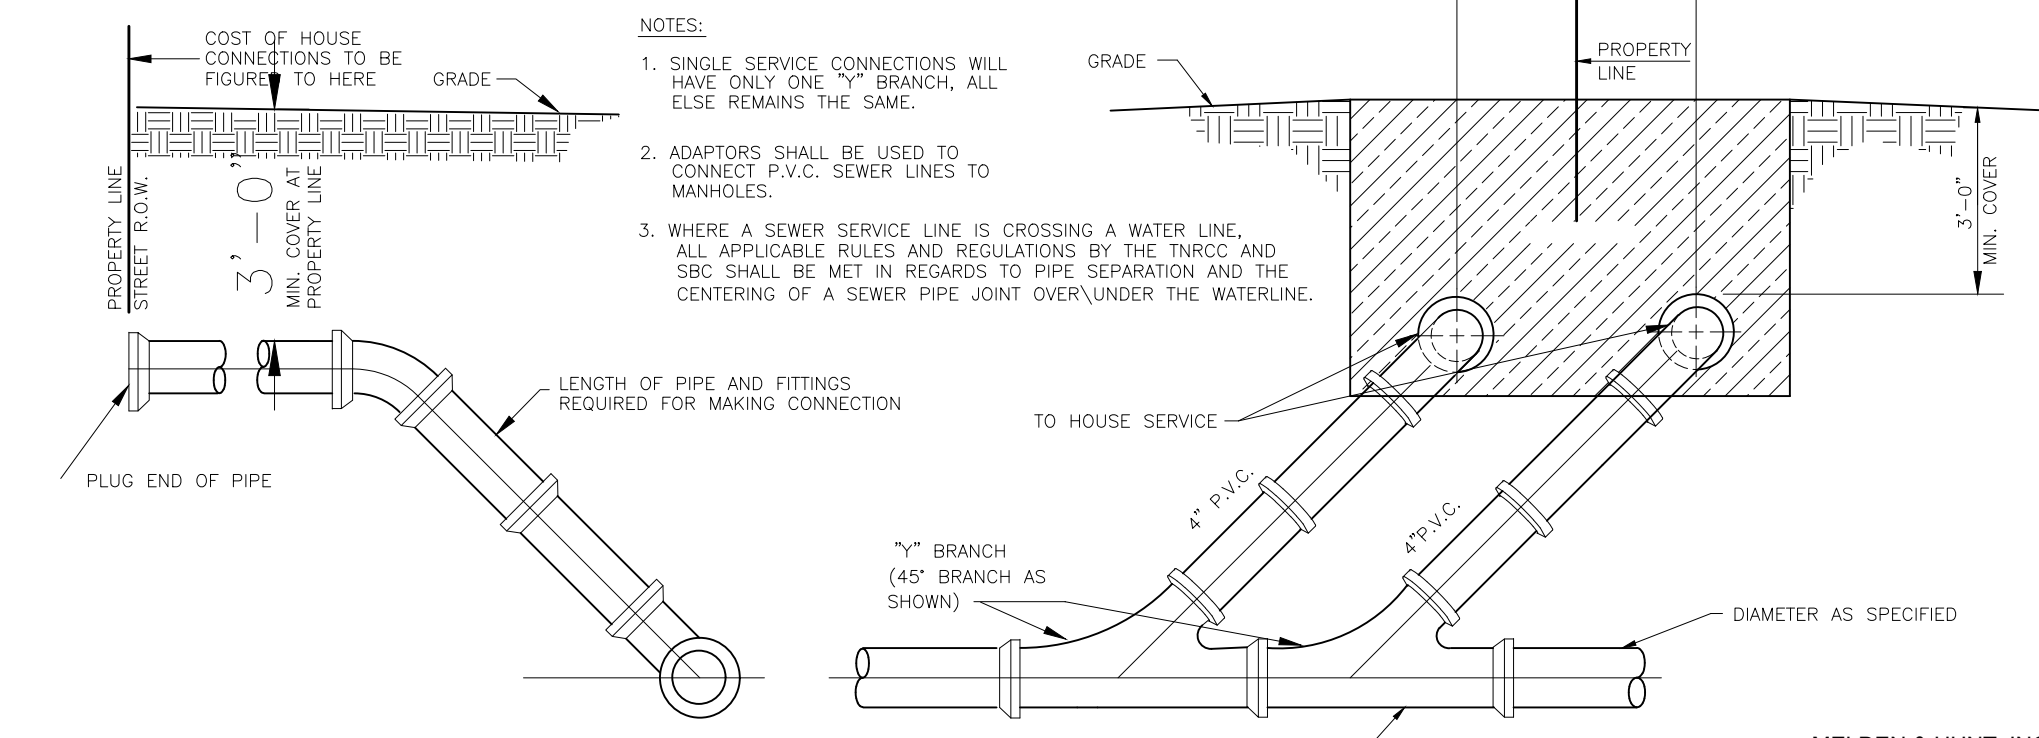 COST OF HOUSE
CONNECTIONS TO BE
FIGURED TO HERE
GRADE
PROPERTY LINE
STREET R.O.W.
3'-0"
MIN. COVER AT
PROPERTY LINE
PLUG END OF PIPE
LENGTH OF PIPE AND FITTINGS
REQUIRED FOR MAKING CONNECTION
NOTES:
1. SINGLE SERVICE CONNECTIONS WILL
HAVE ONLY ONE "Y" BRANCH, ALL
ELSE REMAINS THE SAME.
2. ADAPTORS SHALL BE USED TO
CONNECT P.V.C. SEWER LINES TO
MANHOLES.
3. WHERE A SEWER SERVICE LINE IS CROSSING A WATER LINE,
ALL APPLICABLE RULES AND REGULATIONS BY THE TNRCC AND
SBC SHALL BE MET IN REGARDS TO PIPE SEPARATION AND THE
CENTERING OF A SEWER PIPE JOINT OVER\UNDER THE WATERLINE.
GRADE
PROPERTY
LINE
3'-0"
MIN. COVER
TO HOUSE SERVICE
4" P.V.C.
4"P.V.C.
"Y" BRANCH
(45° BRANCH AS
SHOWN)
DIAMETER AS SPECIFIED